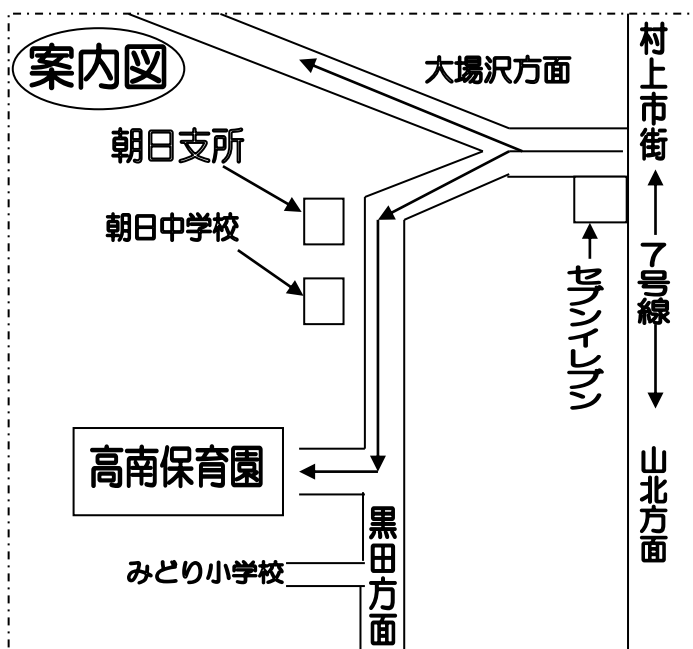 案内図
大場沢方面
村上市街
朝日支所
朝日中学校
7号線
セブンイレブン
高南保育園
山北方面
黒田方面
みどり小学校